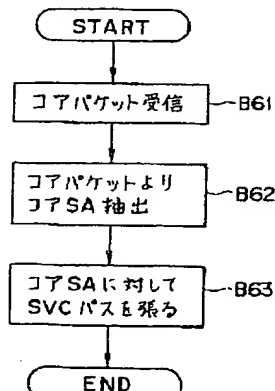 START
コアパケット受信
B61
コアパケットより
コアSA抽出
B62
コアSAに対して
SVCパスを張る
B63
END